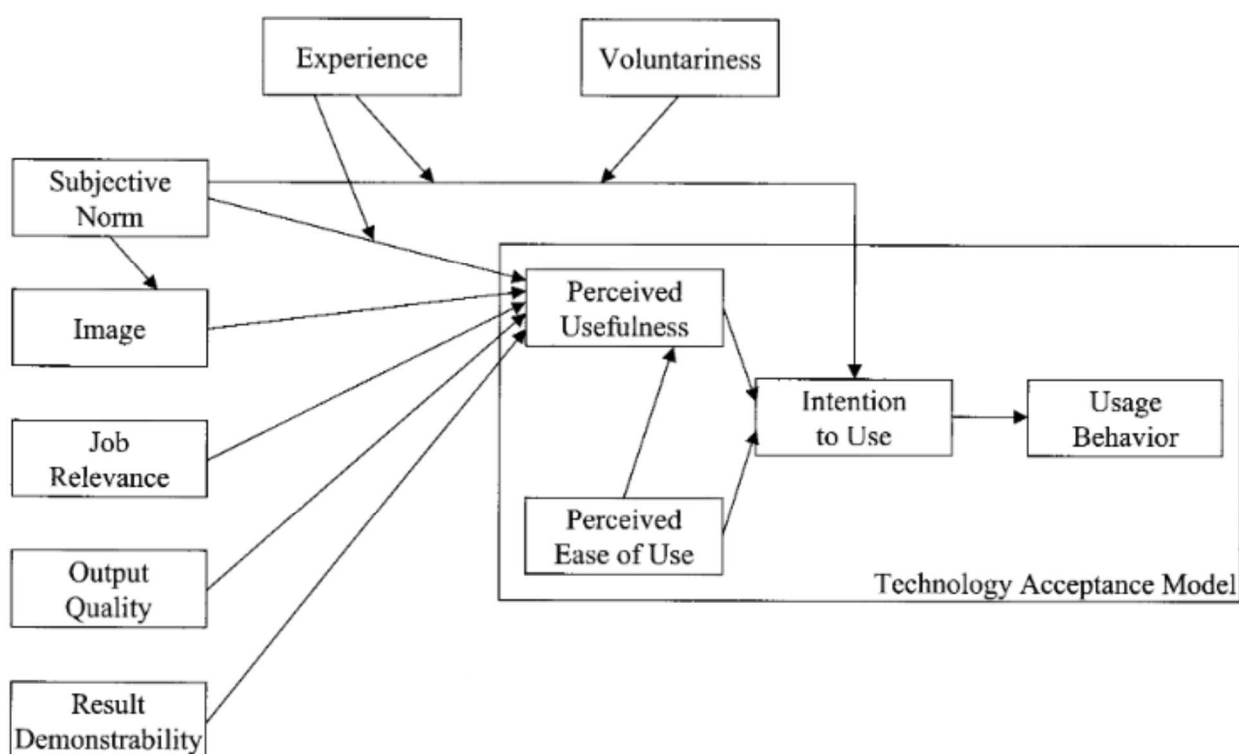 Experience
Voluntariness
Subjective
Norm
Image
Job
Relevance
Output
Quality
Result
Demonstrability
Perceived
Usefulness
Perceived
Ease of Use
Intention
to Use
Usage
Behavior
Technology Acceptance Model